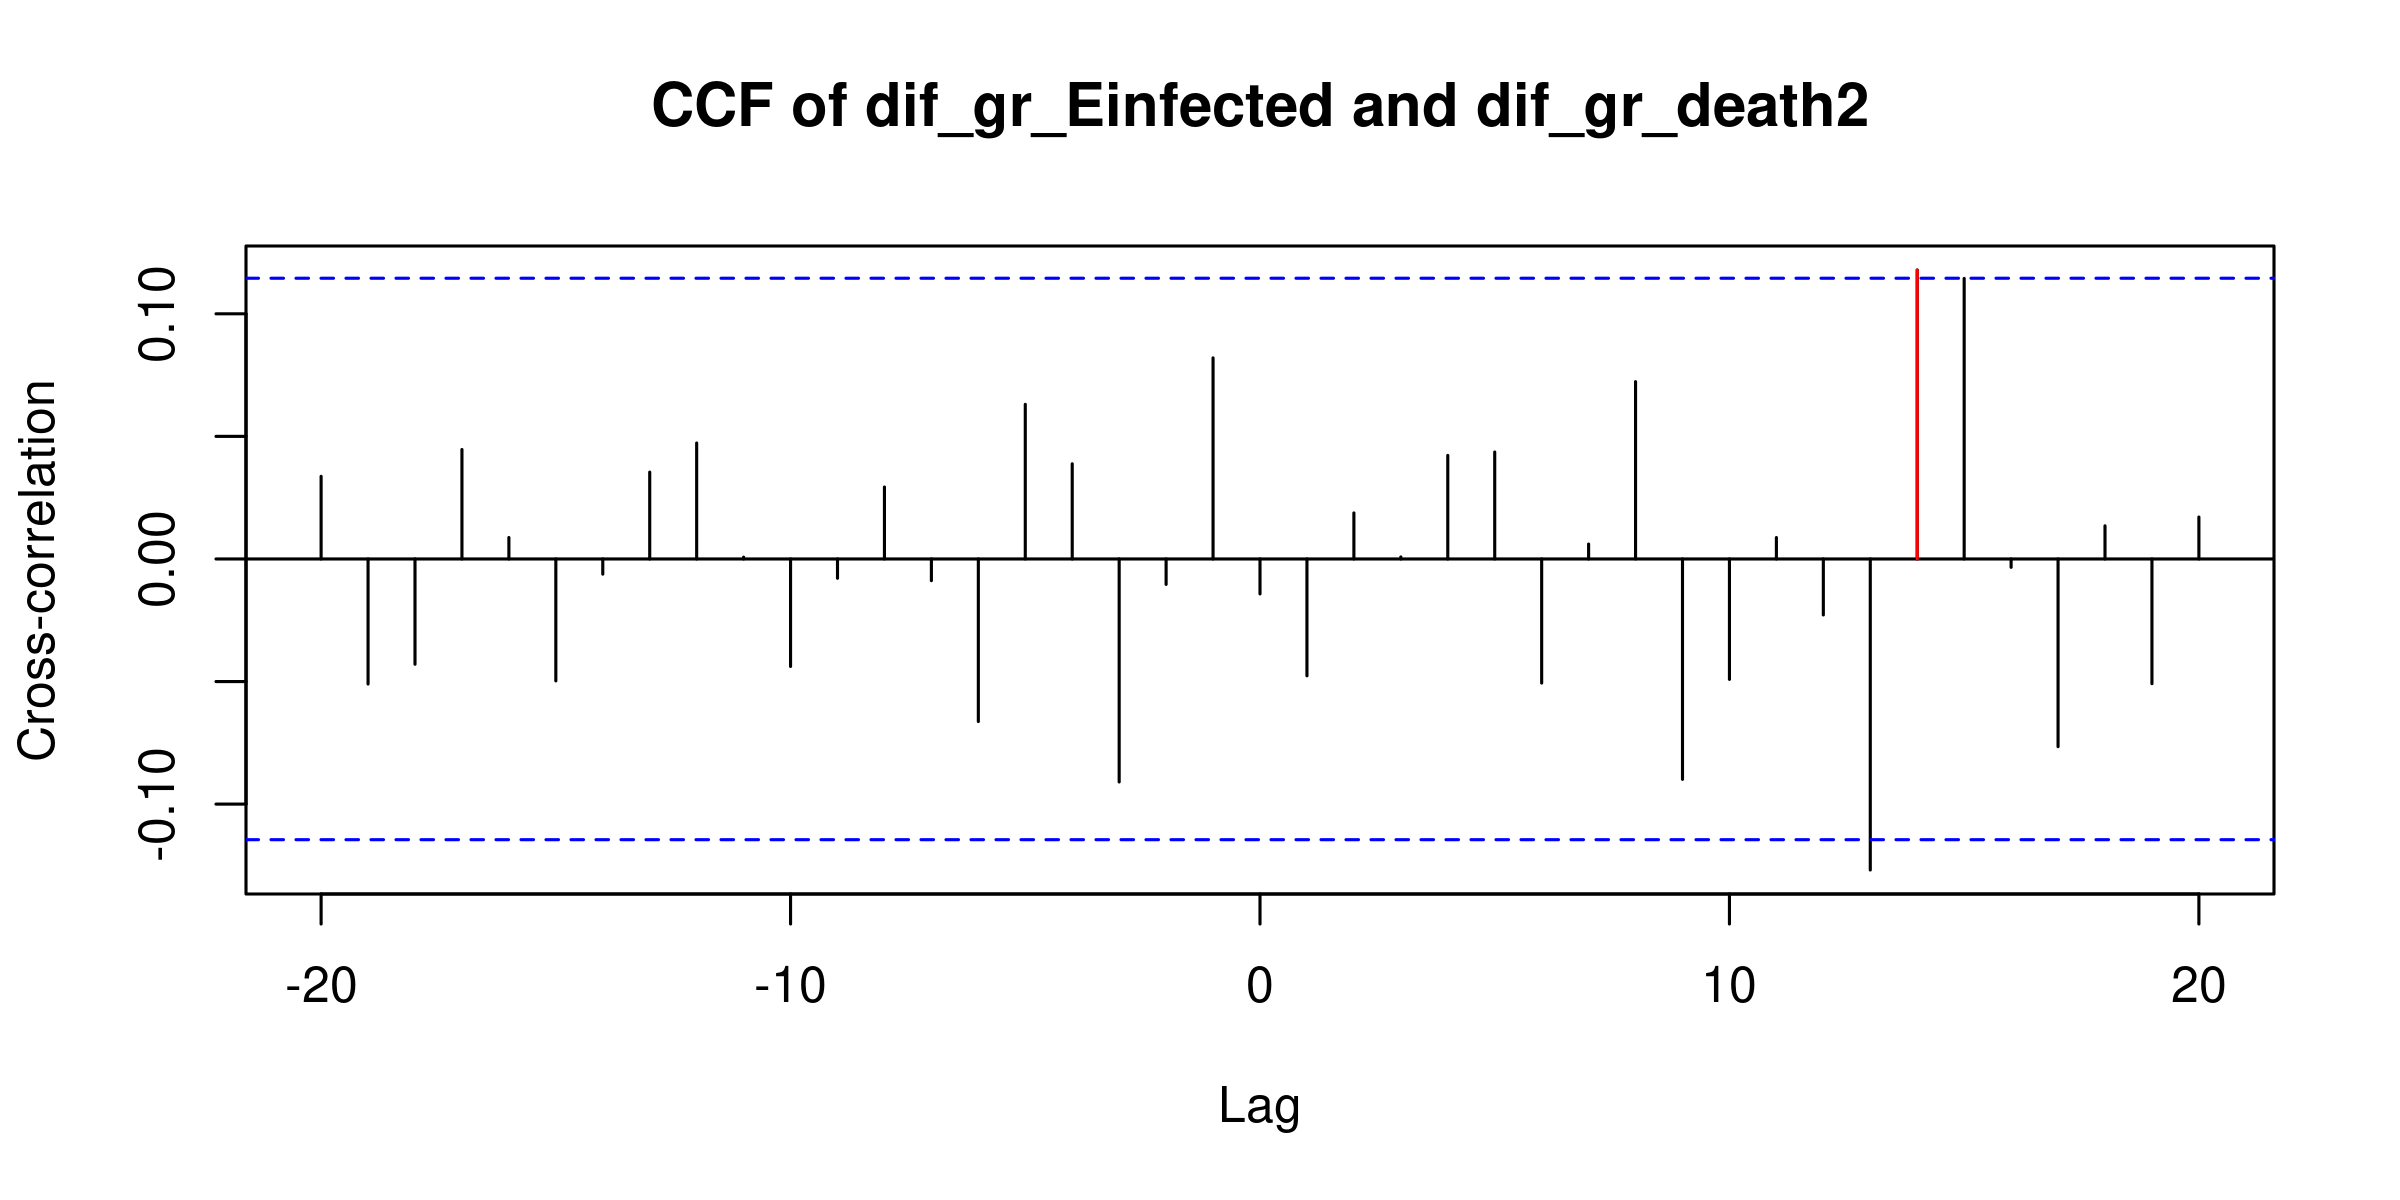 CCF of dif_gr_Einfected and dif_gr_death2
Cross-correlation
0.10
0.00
-0.10
-20 -10 0 10 20
Lag